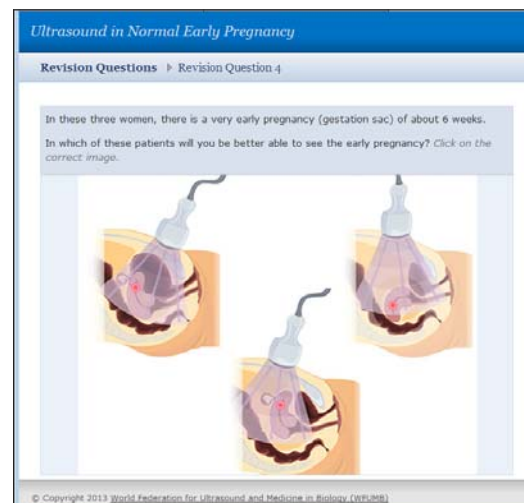 Ultrasound in Normal Early Pregnancy
Revision Questions ▶ Revision Question 4
In these three women, there is a very early pregnancy (gestation sac) of about 6 weeks.
In which of these patients will you be better able to see the early pregnancy? Click on the
correct image.
© Copyright 2013 World Federation for Ultrasound and Medicine in Biology (WFUMB)